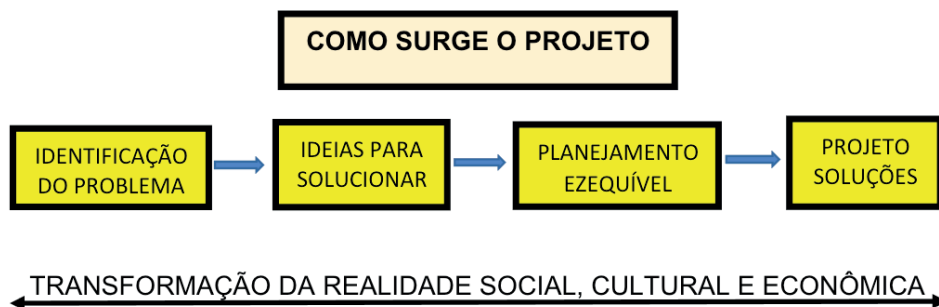 COMO SURGE O PROJETO
IDENTIFICAÇÃO
DO PROBLEMA
IDEIAS PARA
SOLUCIONAR
PLANEJAMENTO
EZEQUÍVEL
PROJETO
SOLUÇÕES
TRANSFORMAÇÃO DA REALIDADE SOCIAL, CULTURAL E ECONÔMICA